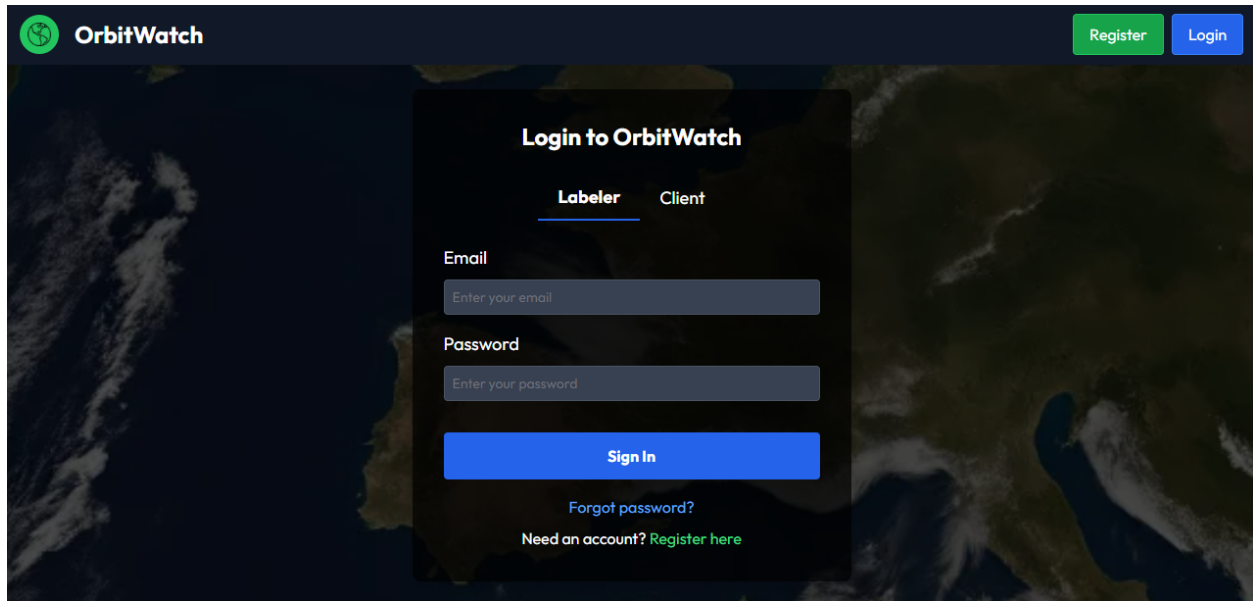 OrbitWatch
Register
Login
Login to OrbitWatch
Labeler
Client
Email
Enter your email
Password
Enter your password
Sign In
Forgot password?
Need an account? Register here